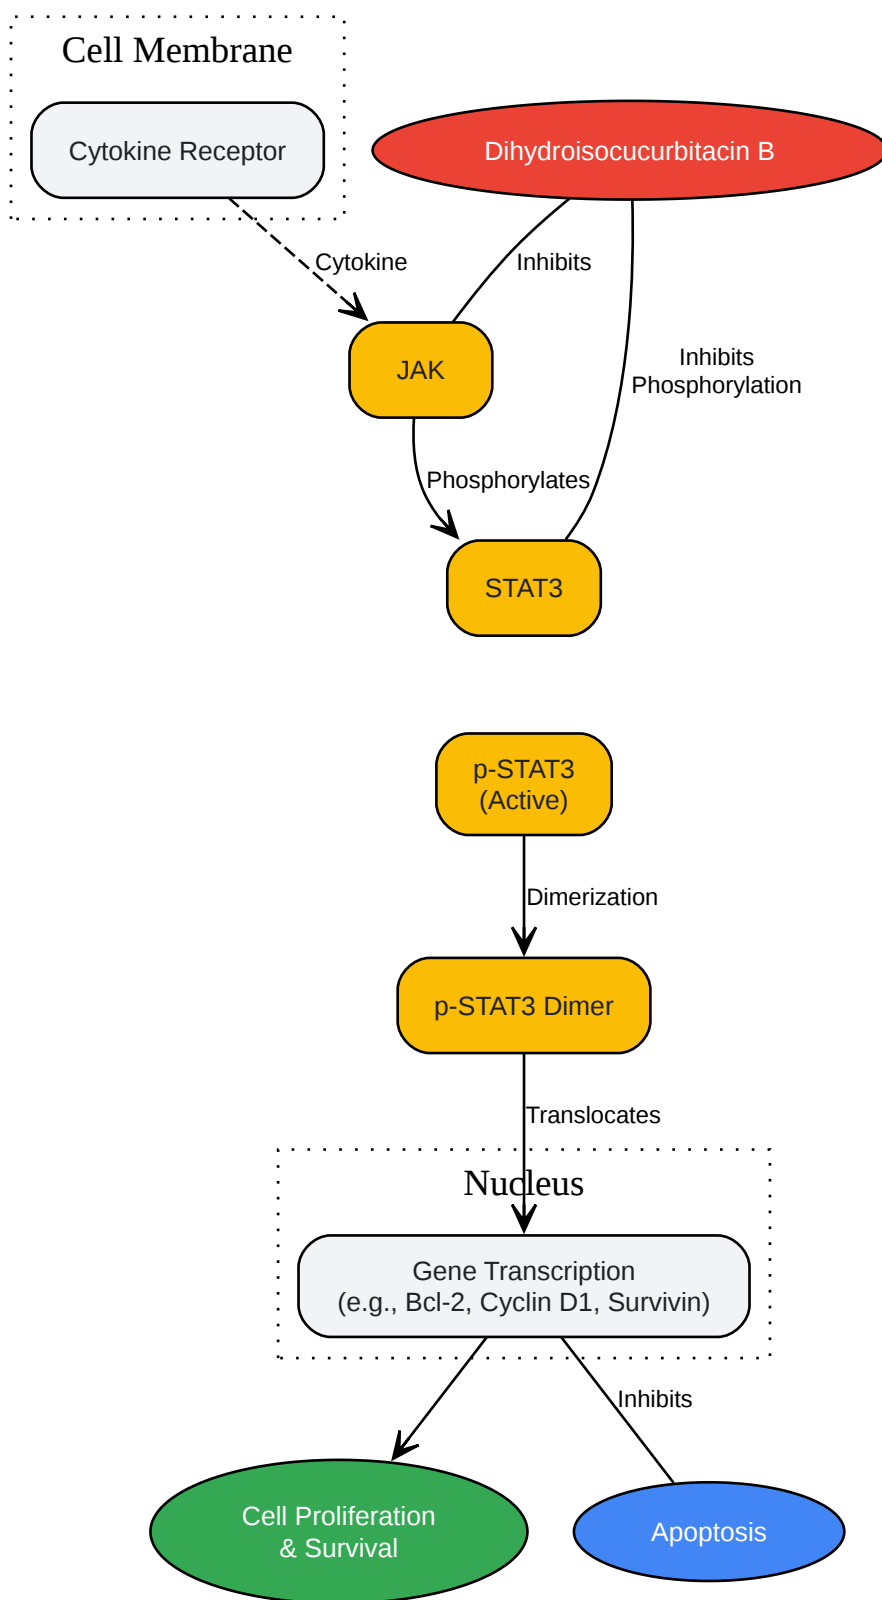 Cell Membrane
Cytokine Receptor
Dihydroisocucurbitacin B
Cytokine
Inhibits
JAK
Inhibits
Phosphorylation
Phosphorylates
STAT3
p-STAT3
(Active)
Dimerization
p-STAT3 Dimer
Translocates
Nucleus
Gene Transcription
(e.g., Bcl-2, Cyclin D1, Survivin)
Inhibits
Cell Proliferation
& Survival
Apoptosis